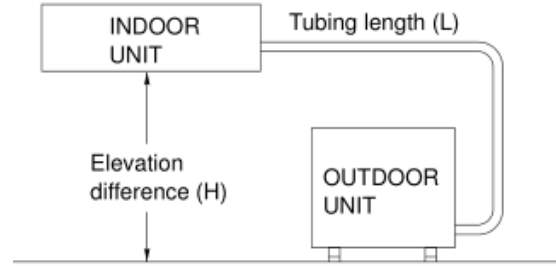 INDOOR
UNIT
Tubing length (L)
Elevation
difference (H)
OUTDOOR
UNIT